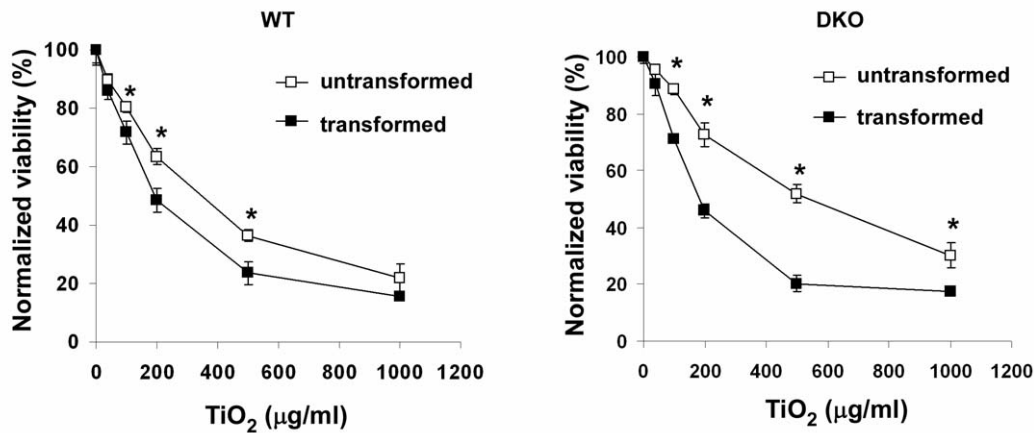 WT
Normalized viability (%)
100
80
60
40
20
0
untransformed
transformed
*
*
*
0 200 400 600 800 1000 1200
TiO₂ (μg/ml)
DKO
Normalized viability (%)
100
80
60
40
20
0
untransformed
transformed
*
*
*
*
0 200 400 600 800 1000 1200
TiO₂ (μg/ml)